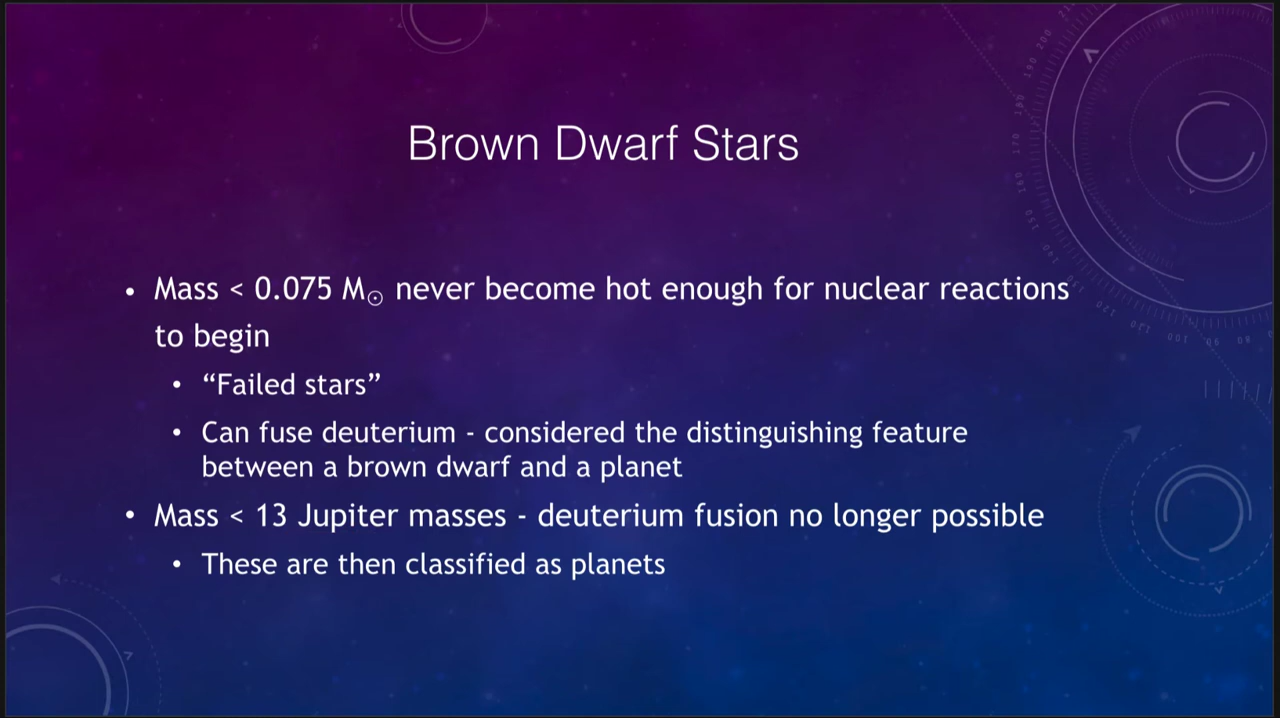 Brown Dwarf Stars
• Mass < 0.075 M☉ never become hot enough for nuclear reactions
to begin
• “Failed stars”
• Can fuse deuterium - considered the distinguishing feature
between a brown dwarf and a planet
• Mass < 13 Jupiter masses - deuterium fusion no longer possible
• These are then classified as planets